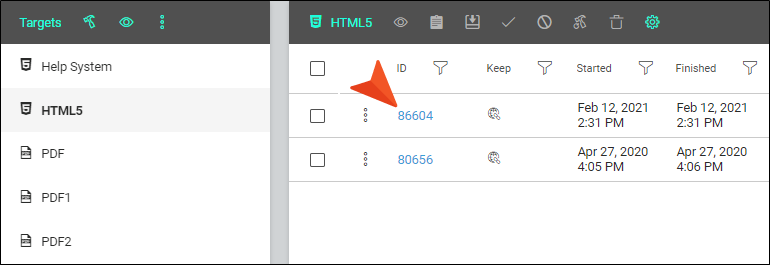 Targets
HTML5
Help System
HTML5
PDF
PDF1
PDF2
ID Keep Started Finished
86604 Feb 12, 2021 2:31 PM Feb 12, 2021 2:31 PM
80656 Apr 27, 2020 4:05 PM Apr 27, 2020 4:06 PM